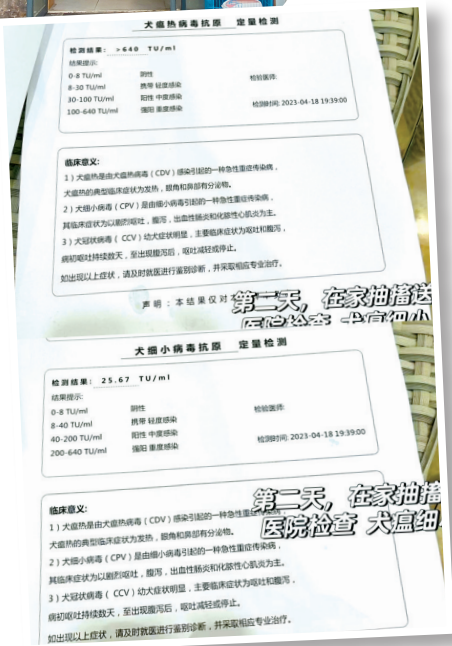 犬瘟热病毒抗原 定量检测
检测结果： >640 TU/ml
结果提示:
0-8 TU/ml 阴性
8-30 TU/ml 携带 轻度感染 检验医师:
30-100 TU/ml 阳性 中度感染
100-640 TU/ml 强阳 重度感染 检测时间: 2023-04-18 19:39:00
临床意义:
1）犬瘟热是由犬瘟热病毒（CDV）感染引起的一种急性重症传染病，
犬瘟热的典型临床症状为发热，眼角和鼻部有分泌物。
2）犬细小病毒（CPV）是由细小病毒引起的一种急性重症传染病，
其临床症状为以剧烈呕吐，腹泻，出血性肠炎和化脓性心肌炎为主。
3）犬冠状病毒（ CCV）幼犬症状明显，主要临床症状为呕吐和腹泻，
病初呕吐持续数天，至出现腹泻后，呕吐减轻或停止。
如出现以上症状，请及时就医进行鉴别诊断，并采取相应专业治疗。
声明：本结果仅对本
第二天，在家抽搐送
医院检查 犬瘟细小
犬细小病毒抗原 定量检测
检测结果： 25.67 TU/ml
结果提示:
0-8 TU/ml 阴性
8-40 TU/ml 携带 轻度感染 检验医师:
40-200 TU/ml 阳性 中度感染
200-640 TU/ml 强阳 重度感染 检测时间: 2023-04-18 19:39:00
第二天，在家抽搐
医院检查 犬瘟细
临床意义:
1）犬瘟热是由犬瘟热病毒（CDV）感染引起的一种急性重症传染病，
犬瘟热的典型临床症状为发热，眼角和鼻部有分泌物。
2）犬细小病毒（CPV）是由细小病毒引起的一种急性重症传染病，
其临床症状为以剧烈呕吐，腹泻，出血性肠炎和化脓性心肌炎为主。
3）犬冠状病毒（ CCV）幼犬症状明显，主要临床症状为呕吐和腹泻，
病初呕吐持续数天，至出现腹泻后，呕吐减轻或停止。
如出现以上症状，请及时就医进行鉴别诊断，并采取相应专业治疗。